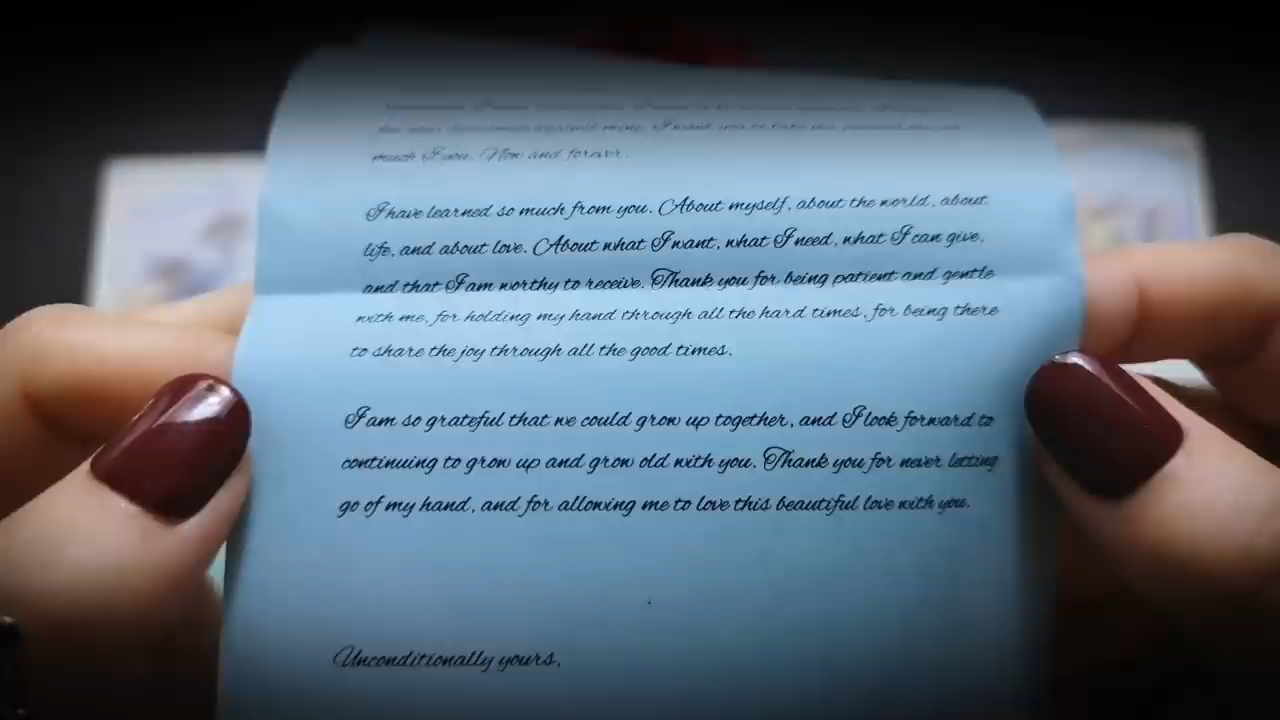 much I you. Now and forever.
I have learned so much from you. About myself, about the world, about
life, and about love. About what I want, what I need, what I can give,
and that I am worthy to receive. Thank you for being patient and gentle
with me, for holding my hand through all the hard times, for being there
to share the joy through all the good times.
I am so grateful that we could grow up together, and I look forward to
continuing to grow up and grow old with you. Thank you for never letting
go of my hand, and for allowing me to love this beautiful love with you.
Unconditionally yours,